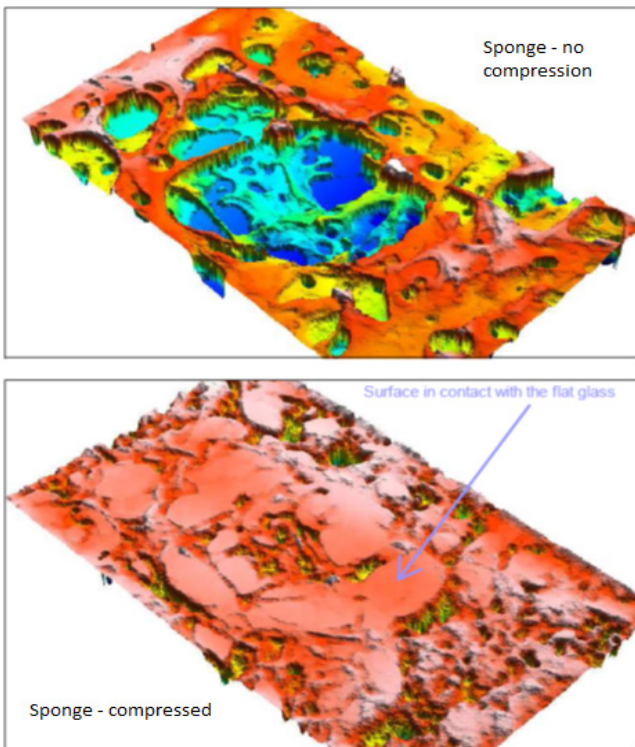 Sponge - no
compression
Surface in contact with the flat glass
Sponge - compressed